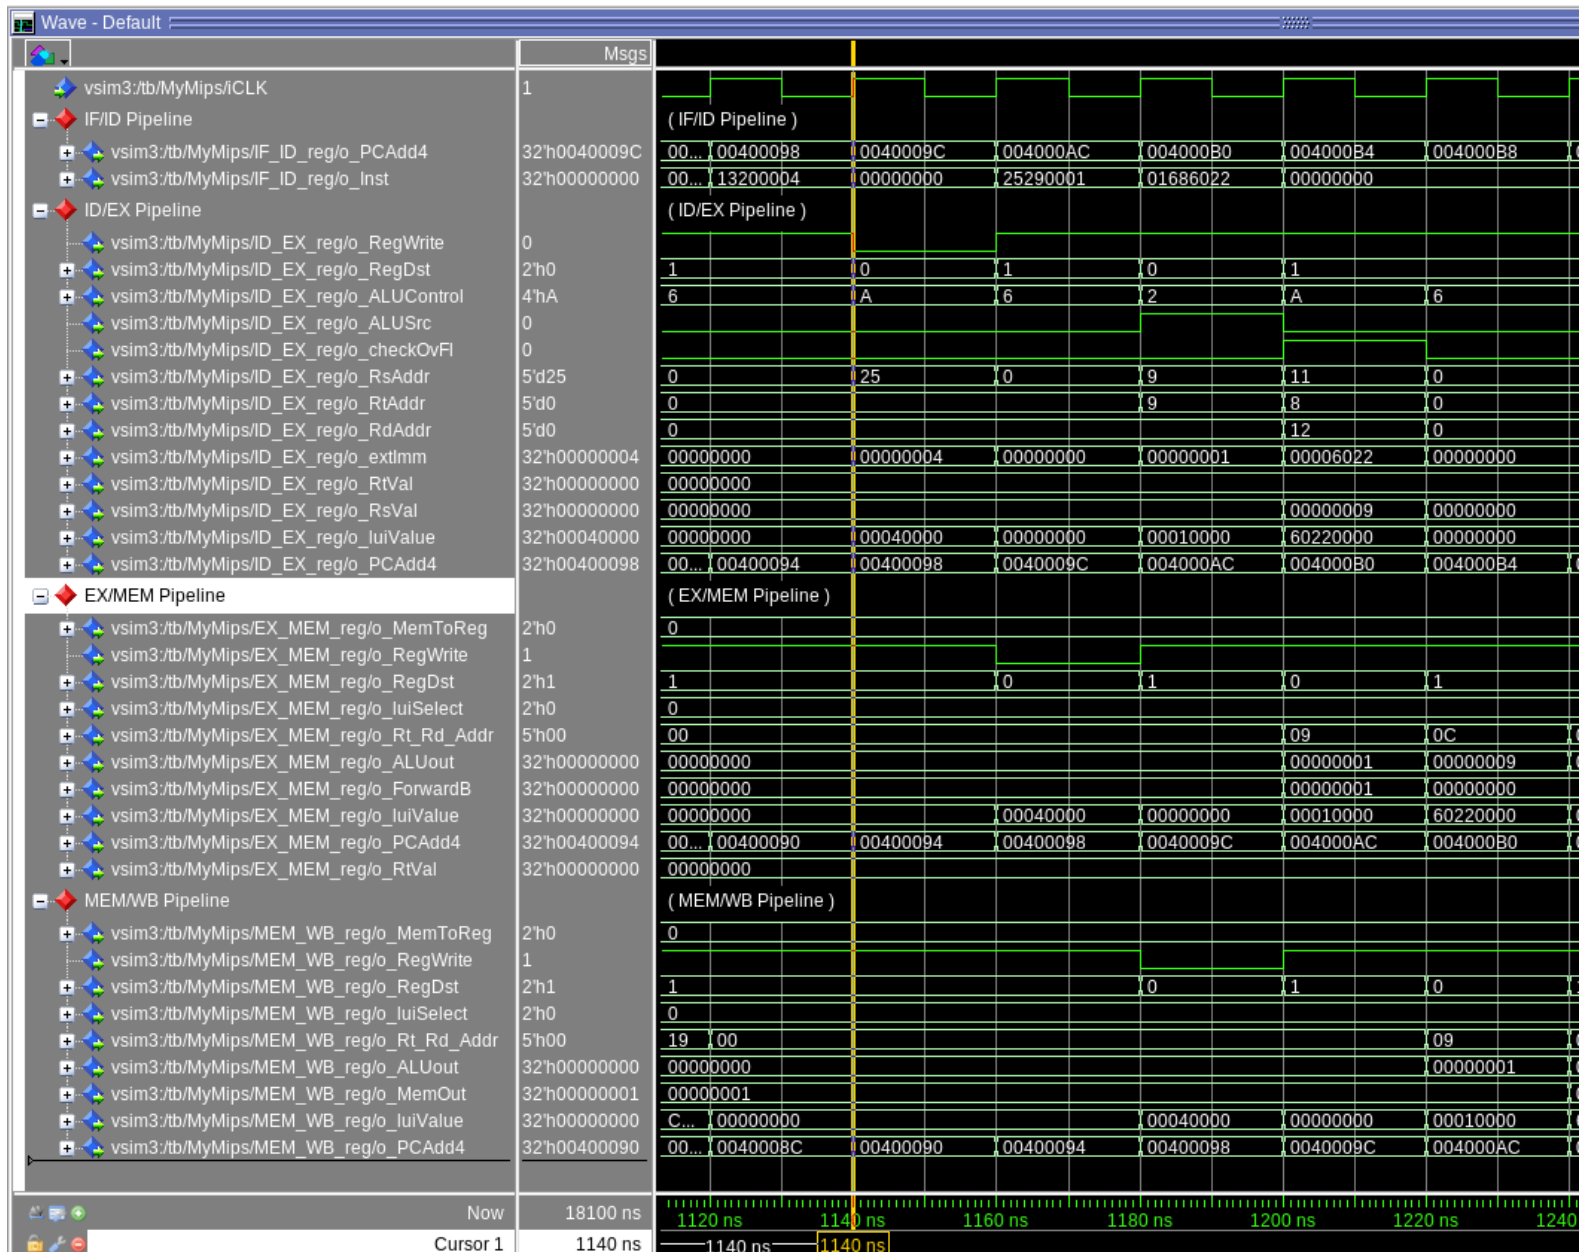 Wave - Default
Msgs
vsim3:/tb/MyMips/iCLK 1
IF/ID Pipeline ( IF/ID Pipeline )
vsim3:/tb/MyMips/IF_ID_reg/o_PCAdd4 32'h0040009C 00... 00400098 0040009C 004000AC 004000B0 004000B4 004000B8
vsim3:/tb/MyMips/IF_ID_reg/o_Inst 32'h00000000 00... 13200004 00000000 25290001 01686022 00000000
ID/EX Pipeline ( ID/EX Pipeline )
vsim3:/tb/MyMips/ID_EX_reg/o_RegWrite 0
vsim3:/tb/MyMips/ID_EX_reg/o_RegDst 2'h0 1 0 1 0 1
vsim3:/tb/MyMips/ID_EX_reg/o_ALUControl 4'hA 6 A 6 2 A 6
vsim3:/tb/MyMips/ID_EX_reg/o_ALUSrc 0
vsim3:/tb/MyMips/ID_EX_reg/o_checkOvFl 0
vsim3:/tb/MyMips/ID_EX_reg/o_RsAddr 5'd25 0 25 0 9 11 0
vsim3:/tb/MyMips/ID_EX_reg/o_RtAddr 5'd0 0 9 8 0
vsim3:/tb/MyMips/ID_EX_reg/o_RdAddr 5'd0 0 12 0
vsim3:/tb/MyMips/ID_EX_reg/o_extImm 32'h00000004 00000000 00000004 00000000 00000001 00006022 00000000
vsim3:/tb/MyMips/ID_EX_reg/o_RtVal 32'h00000000 00000000
vsim3:/tb/MyMips/ID_EX_reg/o_RsVal 32'h00000000 00000000 00000009 00000000
vsim3:/tb/MyMips/ID_EX_reg/o_luiValue 32'h00040000 00000000 00040000 00000000 00010000 60220000 00000000
vsim3:/tb/MyMips/ID_EX_reg/o_PCAdd4 32'h00400098 00... 00400094 00400098 0040009C 004000AC 004000B0 004000B4
EX/MEM Pipeline ( EX/MEM Pipeline )
vsim3:/tb/MyMips/EX_MEM_reg/o_MemToReg 2'h0 0
vsim3:/tb/MyMips/EX_MEM_reg/o_RegWrite 1
vsim3:/tb/MyMips/EX_MEM_reg/o_RegDst 2'h1 1 0 1 0 1
vsim3:/tb/MyMips/EX_MEM_reg/o_luiSelect 2'h0 0
vsim3:/tb/MyMips/EX_MEM_reg/o_Rt_Rd_Addr 5'h00 00 09 0C
vsim3:/tb/MyMips/EX_MEM_reg/o_ALUout 32'h00000000 00000000 00000001 00000009
vsim3:/tb/MyMips/EX_MEM_reg/o_ForwardB 32'h00000000 00000000 00000001 00000000
vsim3:/tb/MyMips/EX_MEM_reg/o_luiValue 32'h00000000 00000000 00040000 00000000 00010000 60220000
vsim3:/tb/MyMips/EX_MEM_reg/o_PCAdd4 32'h00400094 00... 00400090 00400094 00400098 0040009C 004000AC 004000B0
vsim3:/tb/MyMips/EX_MEM_reg/o_RtVal 32'h00000000 00000000
MEM/WB Pipeline ( MEM/WB Pipeline )
vsim3:/tb/MyMips/MEM_WB_reg/o_MemToReg 2'h0 0
vsim3:/tb/MyMips/MEM_WB_reg/o_RegWrite 1
vsim3:/tb/MyMips/MEM_WB_reg/o_RegDst 2'h1 1 0 1 0
vsim3:/tb/MyMips/MEM_WB_reg/o_luiSelect 2'h0 0
vsim3:/tb/MyMips/MEM_WB_reg/o_Rt_Rd_Addr 5'h00 19 00 09
vsim3:/tb/MyMips/MEM_WB_reg/o_ALUout 32'h00000000 00000000 00000001
vsim3:/tb/MyMips/MEM_WB_reg/o_MemOut 32'h00000001 00000001
vsim3:/tb/MyMips/MEM_WB_reg/o_luiValue 32'h00000000 C... 00000000 00040000 00000000 00010000
vsim3:/tb/MyMips/MEM_WB_reg/o_PCAdd4 32'h00400090 00... 0040008C 00400090 00400094 00400098 0040009C 004000AC
Now 18100 ns 1120 ns 1140 ns 1160 ns 1180 ns 1200 ns 1220 ns 1240
Cursor 1 1140 ns 1140 ns 1140 ns